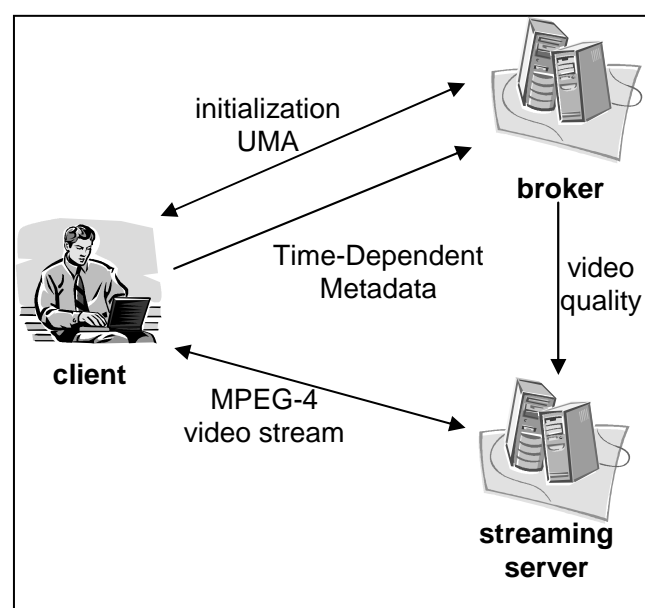 initialization
UMA
broker
Time-Dependent
Metadata
video
quality
client
MPEG-4
video stream
streaming
server